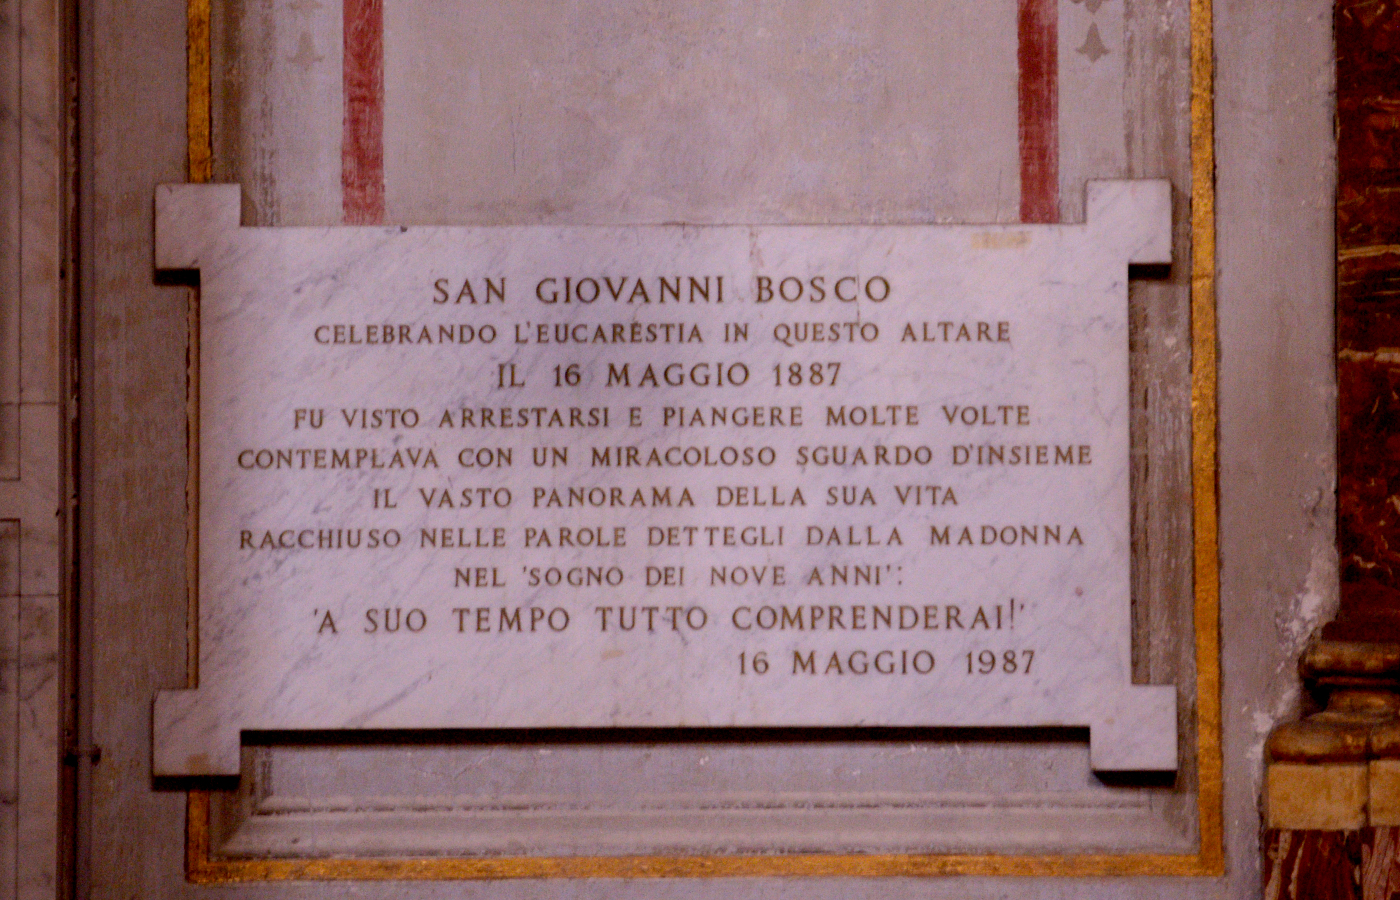 SAN GIOVANNI BOSCO
CELEBRANDO L'EUCARESTIA IN QUESTO ALTARE
IL 16 MAGGIO 1887
FU VISTO ARRESTARSI E PIANGERE MOLTE VOLTE
CONTEMPLAVA CON UN MIRACOLOSO SGUARDO D'INSIEME
IL VASTO PANORAMA DELLA SUA VITA
RACCHIUSO NELLE PAROLE DETTEGLI DALLA MADONNA
NEL 'SOGNO DEI NOVE ANNI':
'A SUO TEMPO TUTTO COMPRENDERAI!'
16 MAGGIO 1987